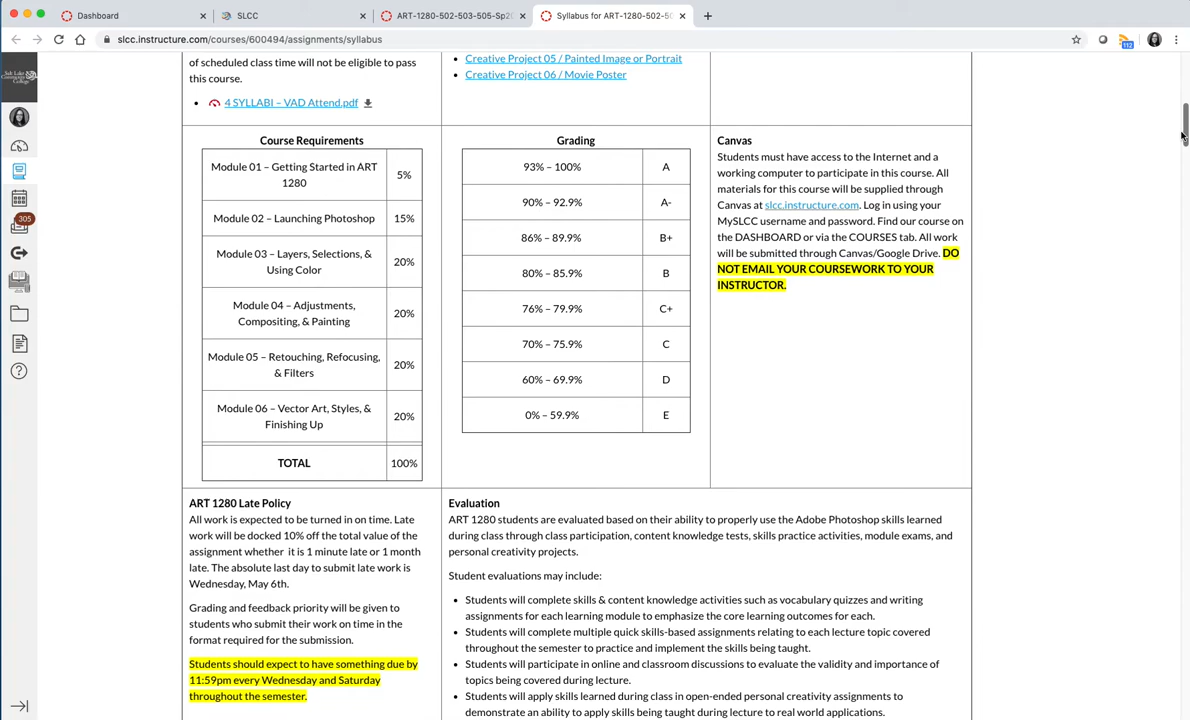 Dashboard
SLCC
ART-1280-502-503-505-Sp20
Syllabus for ART-1280-502-50
slcc.instructure.com/courses/600494/assignments/syllabus
112
Salt Lake
Community
College
305
of scheduled class time will not be eligible to pass
this course.
4 SYLLABI – VAD Attend.pdf
Creative Project 05 / Painted Image or Portrait
Creative Project 06 / Movie Poster
Course Requirements
Module 01 – Getting Started in ART
1280
5%
Module 02 – Launching Photoshop
15%
Module 03 – Layers, Selections, &
Using Color
20%
Module 04 – Adjustments,
Compositing, & Painting
20%
Module 05 – Retouching, Refocusing,
& Filters
20%
Module 06 – Vector Art, Styles, &
Finishing Up
20%
TOTAL
100%
Grading
93% – 100%
A
90% – 92.9%
A-
86% – 89.9%
B+
80% – 85.9%
B
76% – 79.9%
C+
70% – 75.9%
C
60% – 69.9%
D
0% – 59.9%
E
Canvas
Students must have access to the Internet and a
working computer to participate in this course. All
materials for this course will be supplied through
Canvas at slcc.instructure.com. Log in using your
MySLCC username and password. Find our course on
the DASHBOARD or via the COURSES tab. All work
will be submitted through Canvas/Google Drive. DO
NOT EMAIL YOUR COURSEWORK TO YOUR
INSTRUCTOR.
ART 1280 Late Policy
All work is expected to be turned in on time. Late
work will be docked 10% off the total value of the
assignment whether it is 1 minute late or 1 month
late. The absolute last day to submit late work is
Wednesday, May 6th.
Grading and feedback priority will be given to
students who submit their work on time in the
format required for the submission.
Students should expect to have something due by
11:59pm every Wednesday and Saturday
throughout the semester.
Evaluation
ART 1280 students are evaluated based on their ability to properly use the Adobe Photoshop skills learned
during class through class participation, content knowledge tests, skills practice activities, module exams, and
personal creativity projects.
Student evaluations may include:
Students will complete skills & content knowledge activities such as vocabulary quizzes and writing
assignments for each learning module to emphasize the core learning outcomes for each.
Students will complete multiple quick skills-based assignments relating to each lecture topic covered
throughout the semester to practice and implement the skills being taught.
Students will participate in online and classroom discussions to evaluate the validity and importance of
topics being covered during lecture.
Students will apply skills learned during class in open-ended personal creativity assignments to
demonstrate an ability to apply skills being taught during lecture to real world applications.